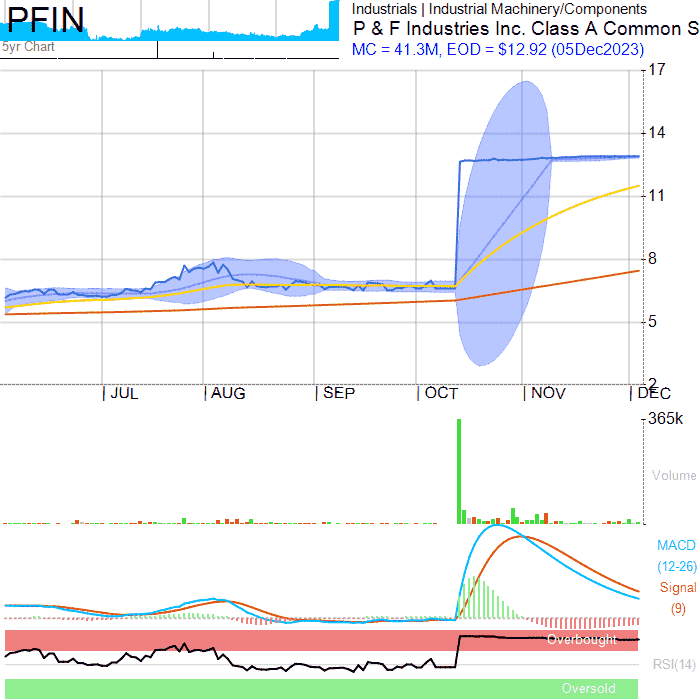 PFIN
5yr Chart
Industrials | Industrial Machinery/Components
P & F Industries Inc. Class A Common S
MC = 41.3M, EOD = $12.92 (05Dec2023)
17
14
11
8
5
2
JUL
AUG
SEP
OCT
NOV
DEC
365k
Volume
MACD
(12-26)
Signal
(9)
Overbought
RSI(14)
Oversold